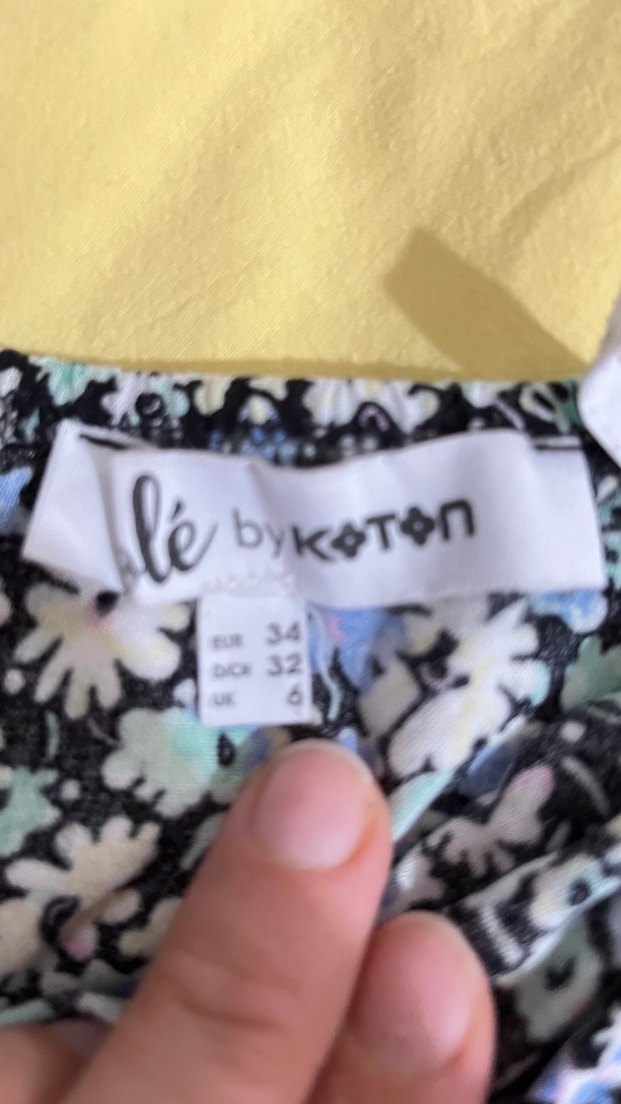 lé by KOTON
EUR 34
D/CH 32
UK 6